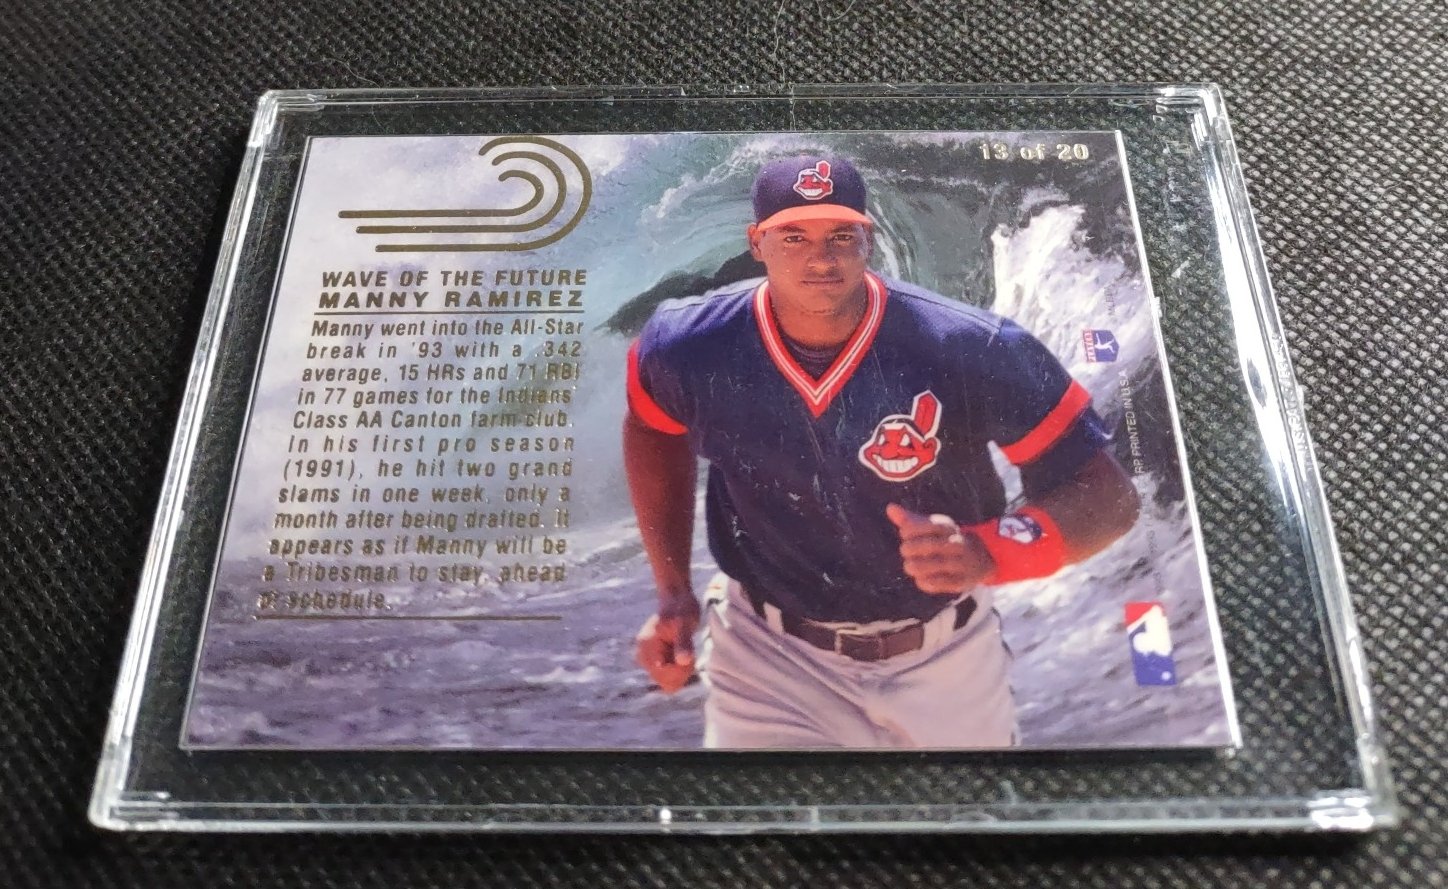 13 of 20
WAVE OF THE FUTURE
MANNY RAMIREZ
Manny went into the All-Star
break in '93 with a .342
average, 15 HRs and 71 RBI
in 77 games for the Indians'
Class AA Canton farm club.
In his first pro season
(1991), he hit two grand
slams in one week, only a
month after being drafted. It
appears as if Manny will be
a Tribesman to stay, ahead
of schedule.
PRINTED IN USA